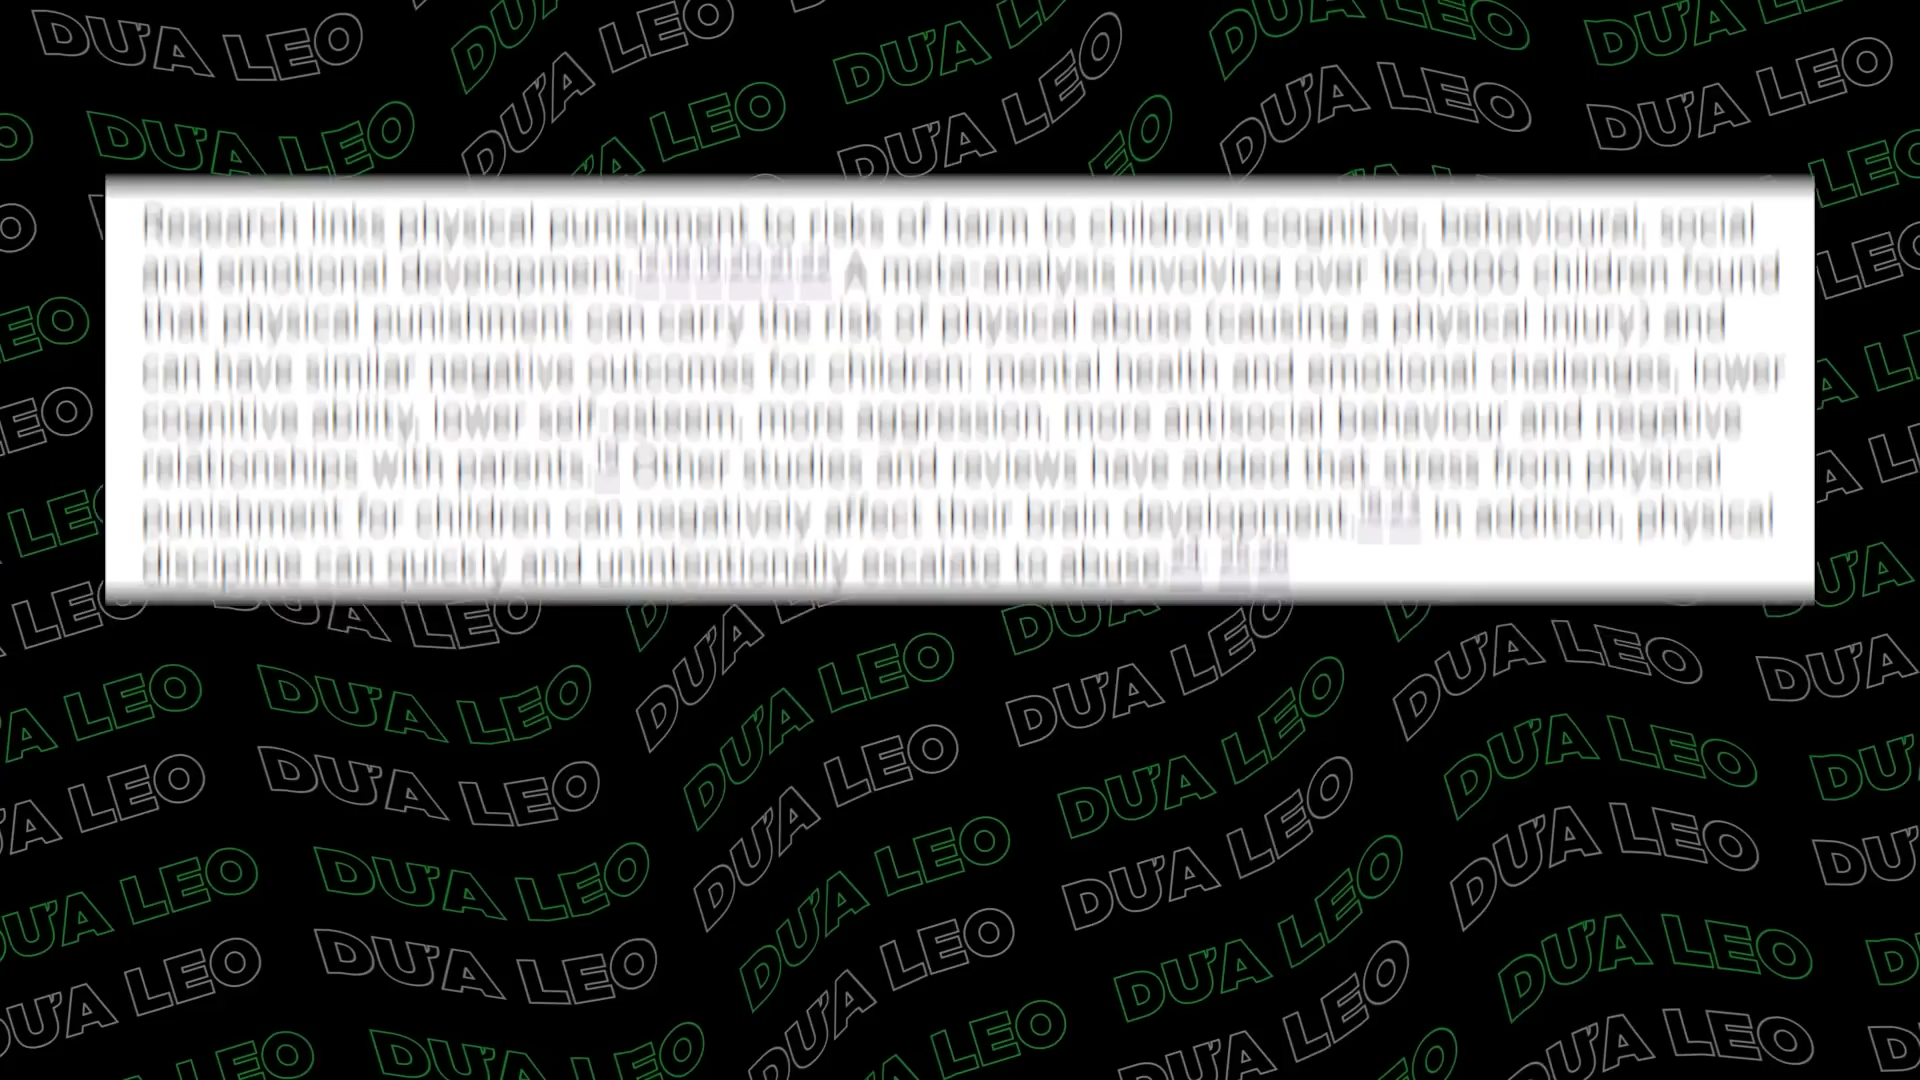 DƯA LEO
Research links physical punishment to risks of harm to children's cognitive, behavioural, social
and emotional development. A meta-analysis involving over 160,000 children found
that physical punishment can carry the risk of physical abuse (causing a physical injury) and
can have similar negative outcomes for children: mental health and emotional challenges, lower
cognitive ability, lower self-esteem, more aggression, more antisocial behaviour and negative
relationships with parents. Other studies and reviews have added that stress from physical
punishment for children can negatively affect their brain development. In addition, physical
discipline can quickly and unintentionally escalate to abuse.